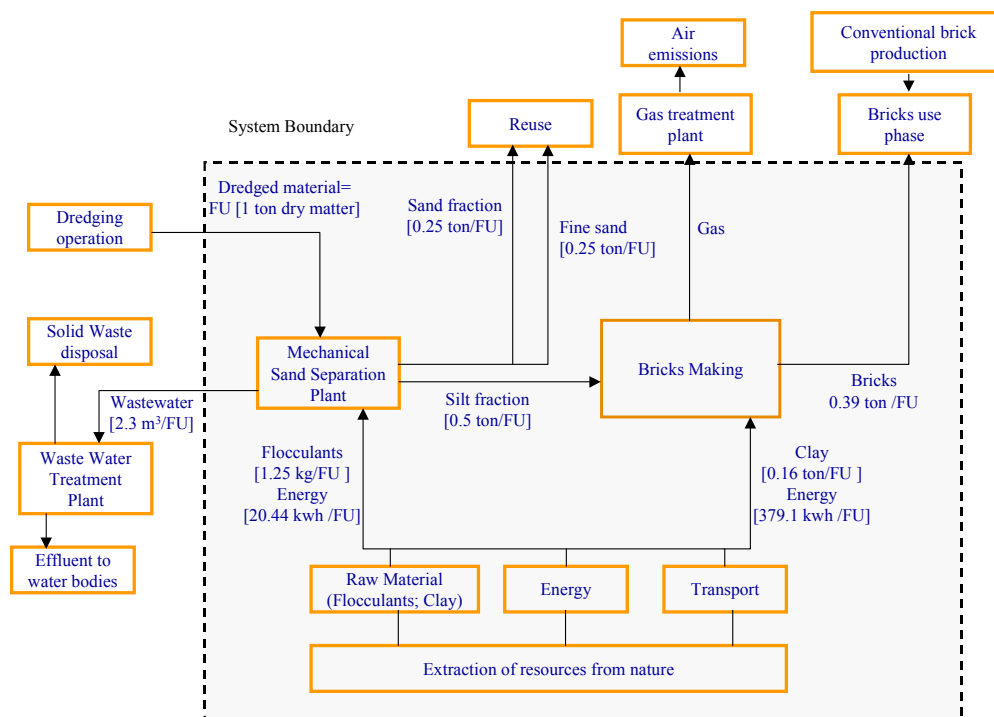 Air
emissions
Conventional brick
production
System Boundary
Reuse
Gas treatment
plant
Bricks use
phase
Dredged material=
FU [1 ton dry matter]
Dredging
operation
Sand fraction
[0.25 ton/FU]
Fine sand
[0.25 ton/FU]
Gas
Solid Waste
disposal
Mechanical
Sand Separation
Plant
Bricks Making
Wastewater
[2.3 m³/FU]
Silt fraction
[0.5 ton/FU]
Bricks
0.39 ton /FU
Waste Water
Treatment
Plant
Flocculants
[1.25 kg/FU ]
Energy
[20.44 kwh /FU]
Clay
[0.16 ton/FU ]
Energy
[379.1 kwh /FU]
Effluent to
water bodies
Raw Material
(Flocculants; Clay)
Energy
Transport
Extraction of resources from nature